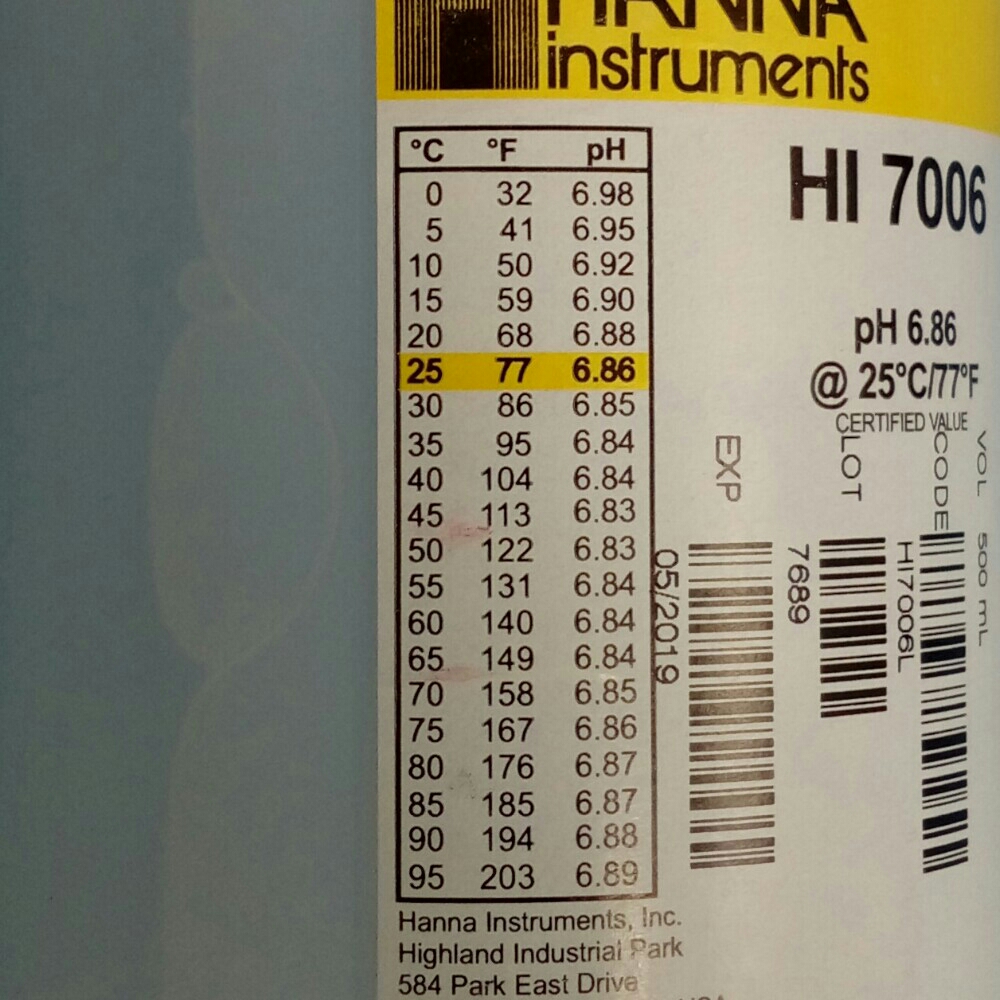 HANNA
instruments
°C °F pH
0 32 6.98
5 41 6.95
10 50 6.92
15 59 6.90
20 68 6.88
25 77 6.86
30 86 6.85
35 95 6.84
40 104 6.84
45 113 6.83
50 122 6.83
55 131 6.84
60 140 6.84
65 149 6.84
70 158 6.85
75 167 6.86
80 176 6.87
85 185 6.87
90 194 6.88
95 203 6.89
Hanna Instruments, Inc.
Highland Industrial Park
584 Park East Drive
HI 7006
pH 6.86
@ 25°C/77°F
CERTIFIED VALUE
VOL 500 mL
CODE HI7006L
LOT 7689
EXP 05/2019